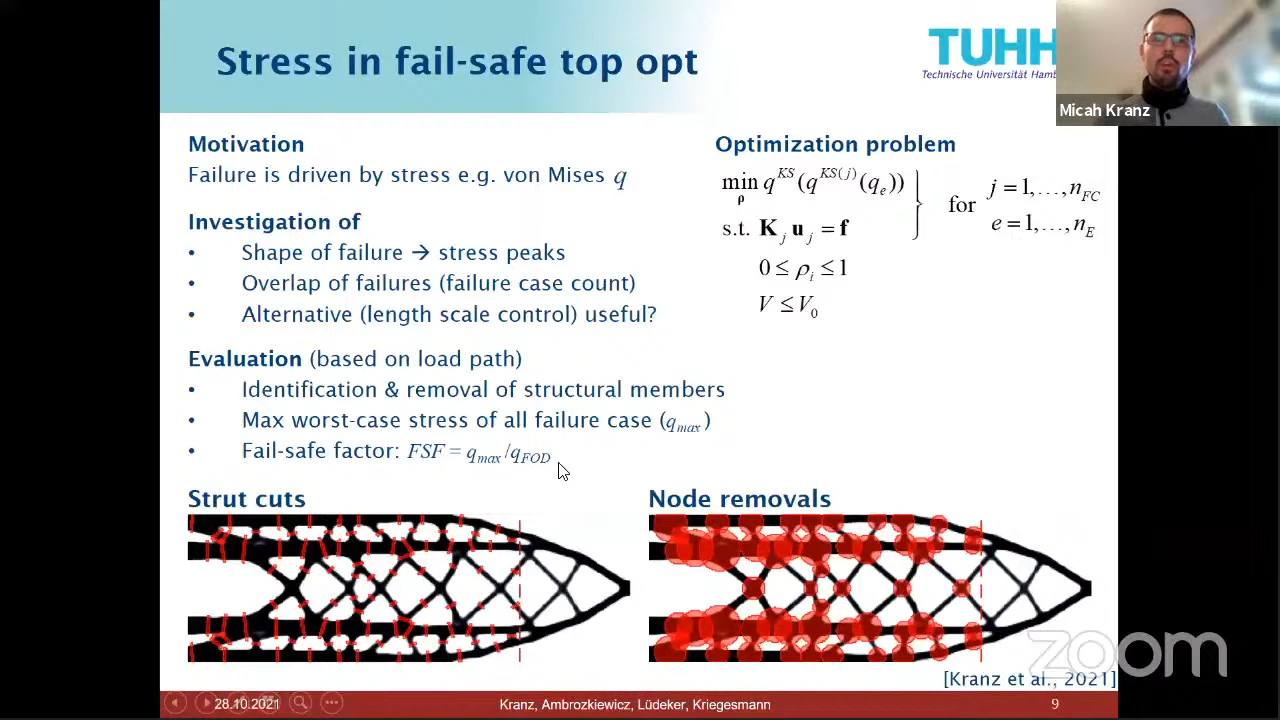 Stress in fail-safe top opt
TUHH
Technische Universität Hamb
Micah Kranz
Motivation
Failure is driven by stress e.g. von Mises q
Investigation of
• Shape of failure → stress peaks
• Overlap of failures (failure case count)
• Alternative (length scale control) useful?
Evaluation (based on load path)
• Identification & removal of structural members
• Max worst-case stress of all failure case (q_max)
• Fail-safe factor: FSF = q_max/q_FOD
Optimization problem
min_ρ q^KS(q^KS(j)(q_e)) } for j = 1,…,n_FC
s.t. K_j u_j = f e = 1,…,n_E
0 ≤ ρ_i ≤ 1
V ≤ V_0
Strut cuts
Node removals
zoom
[Kranz et al., 2021]
28.10.2021
Kranz, Ambrozkiewicz, Lüdeker, Kriegesmann
9